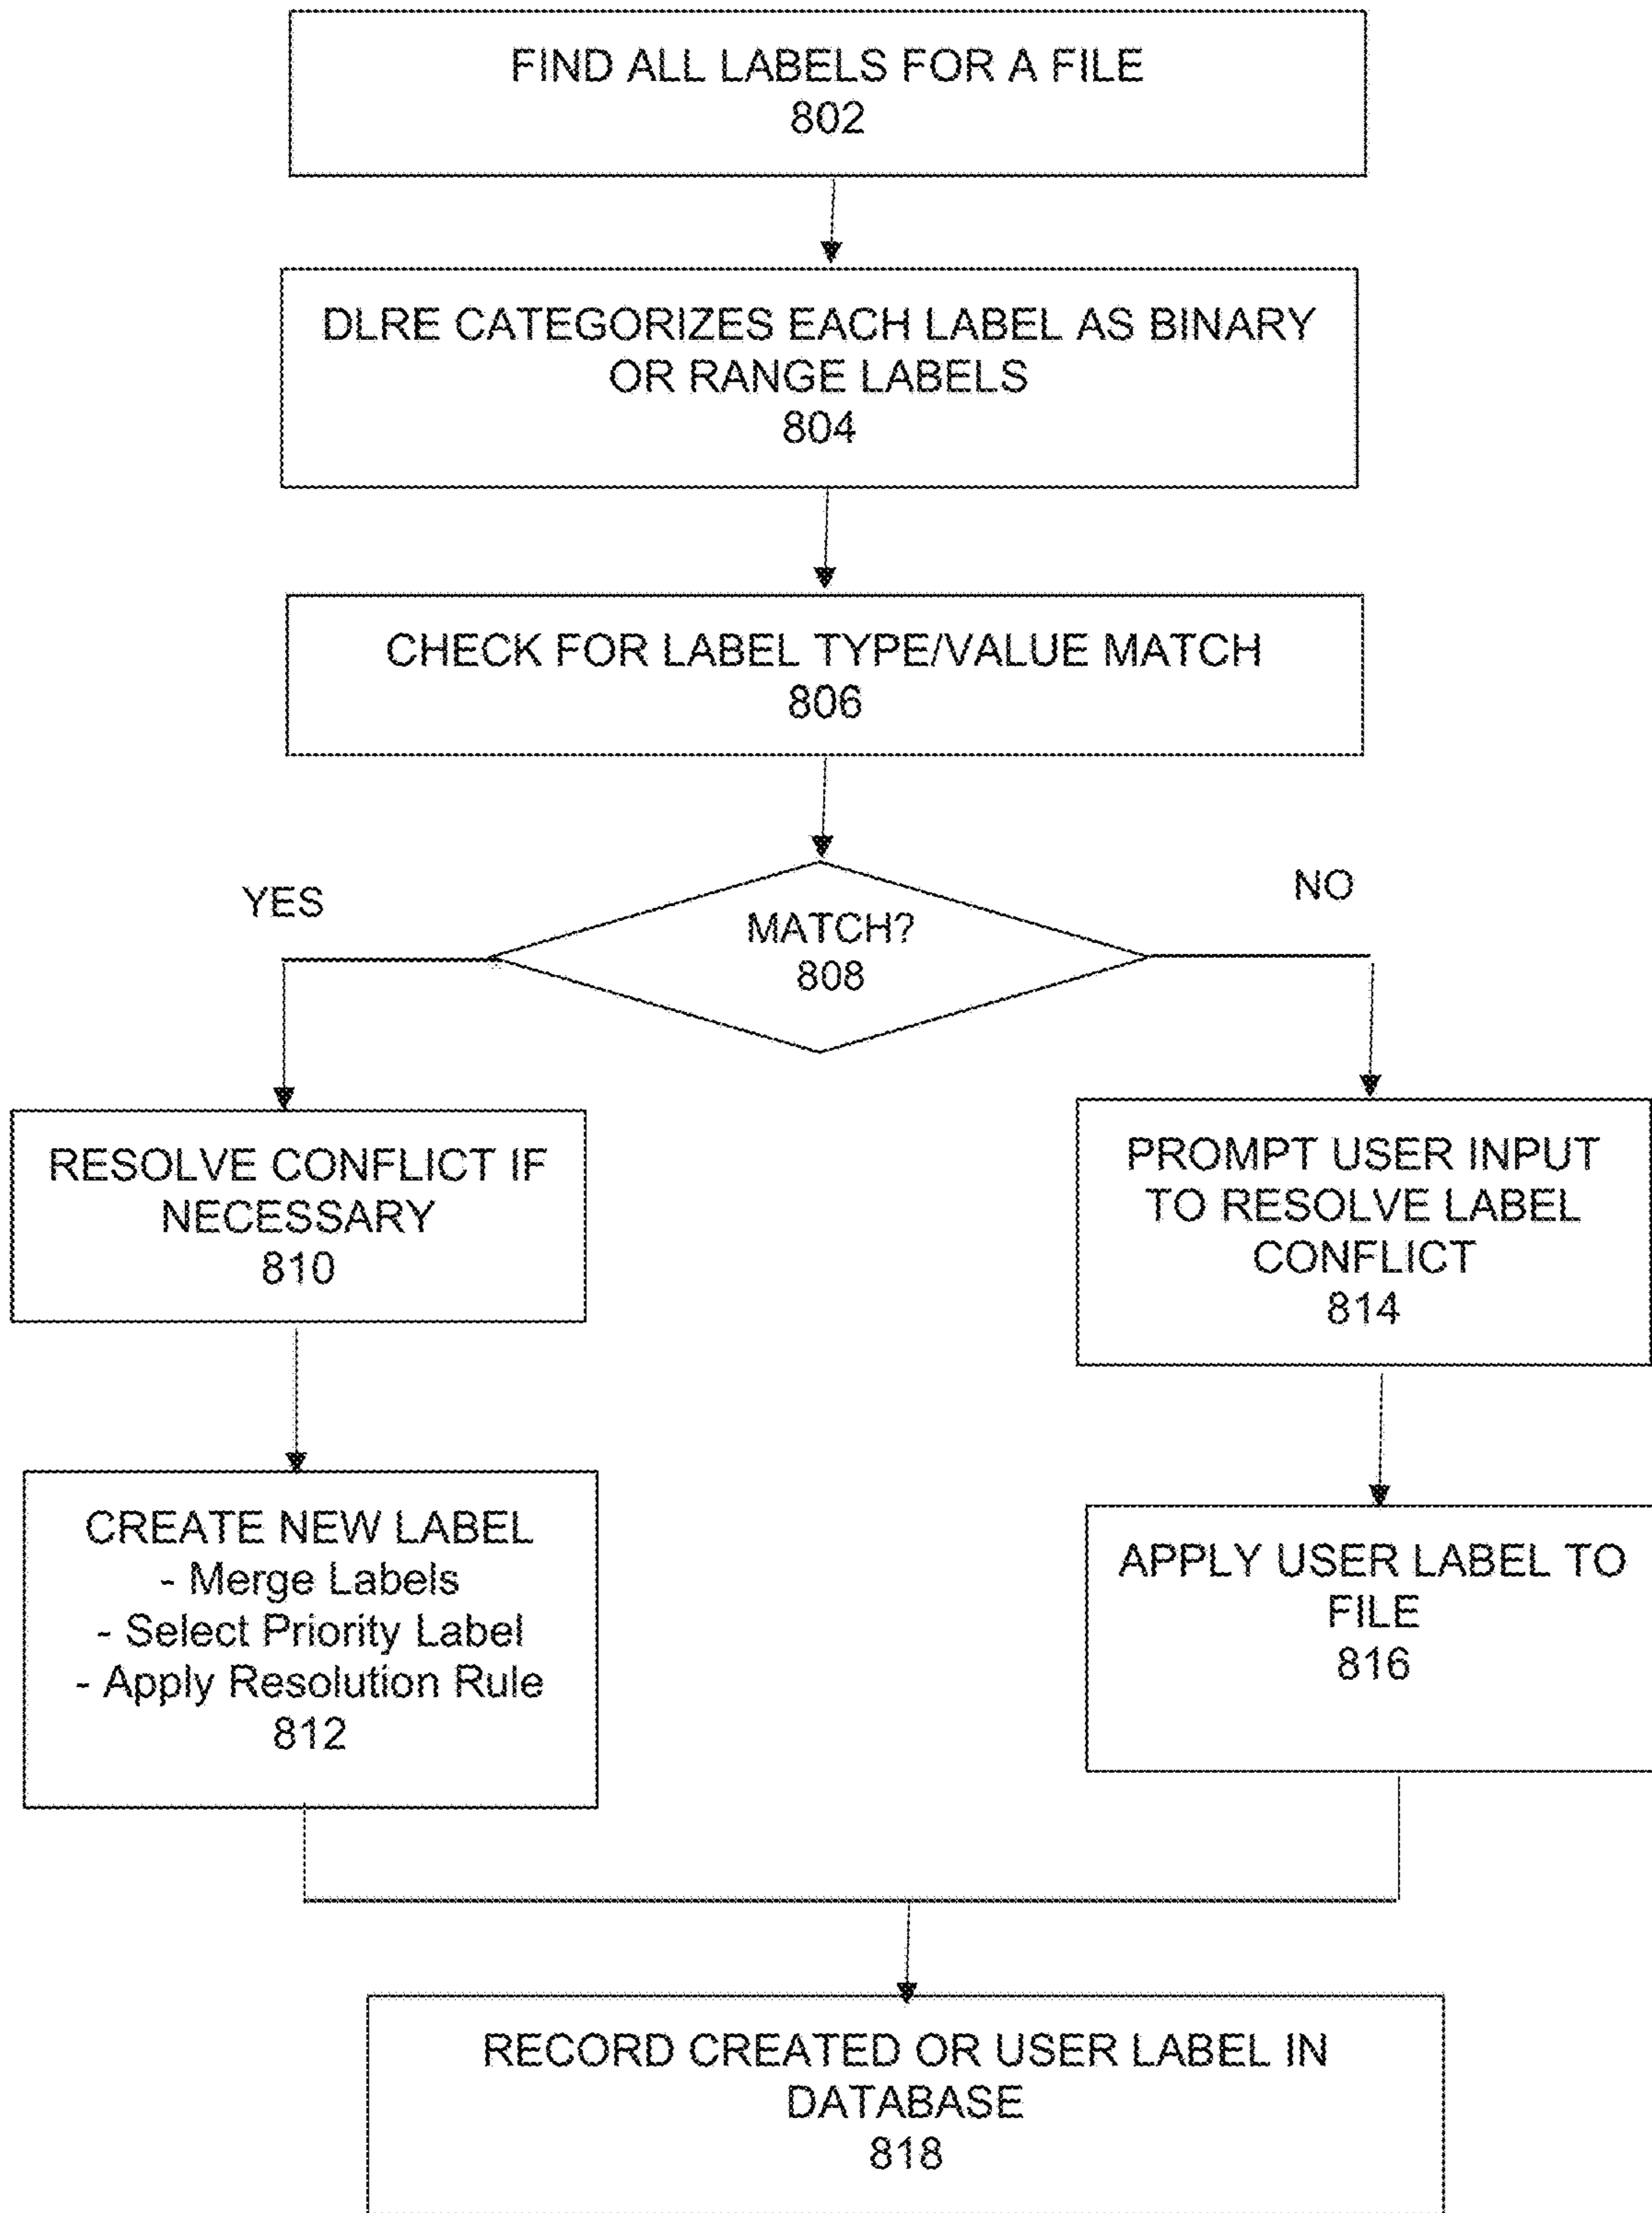 FIND ALL LABELS FOR A FILE
802
DLRE CATEGORIZES EACH LABEL AS BINARY
OR RANGE LABELS
804
CHECK FOR LABEL TYPE/VALUE MATCH
806
YES
NO
MATCH?
808
RESOLVE CONFLICT IF
NECESSARY
810
PROMPT USER INPUT
TO RESOLVE LABEL
CONFLICT
814
CREATE NEW LABEL
- Merge Labels
- Select Priority Label
- Apply Resolution Rule
812
APPLY USER LABEL TO
FILE
816
RECORD CREATED OR USER LABEL IN
DATABASE
818